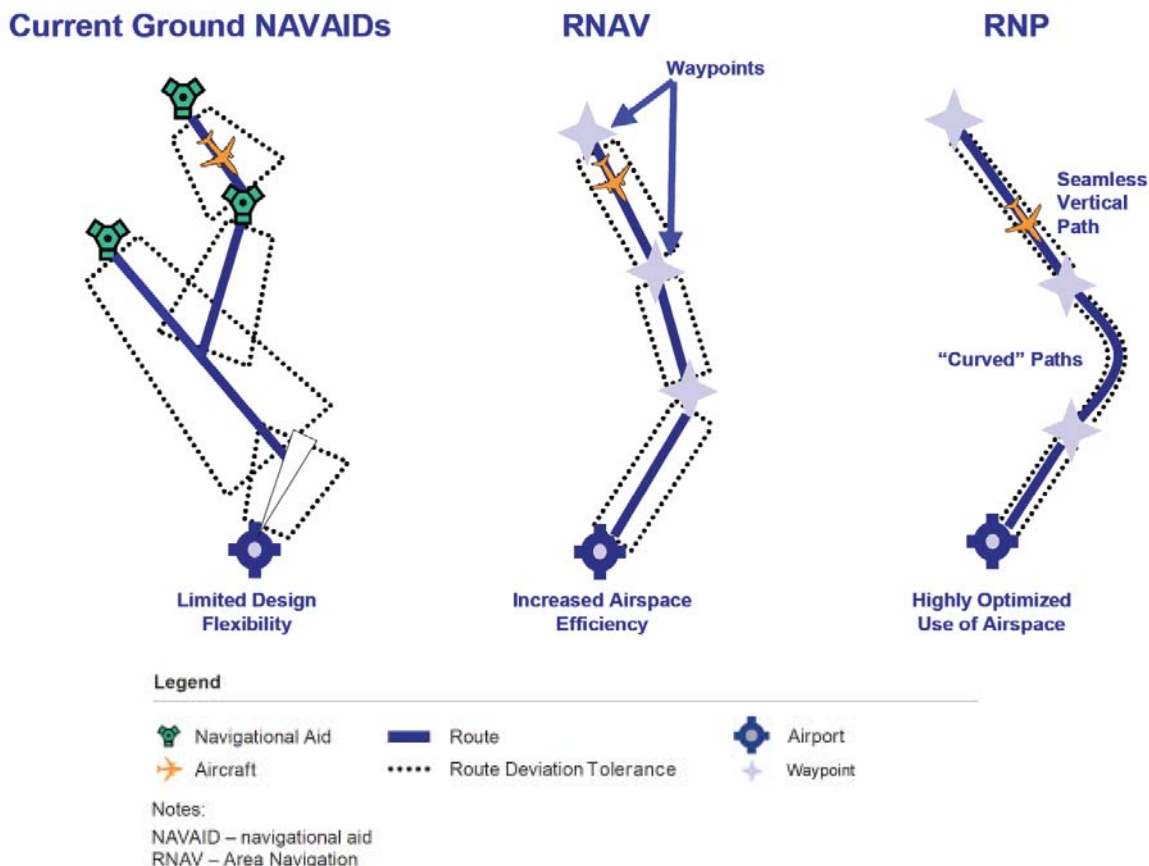 Current Ground NAVAIDs
RNAV
RNP
Waypoints
Seamless
Vertical
Path
“Curved” Paths
Limited Design
Flexibility
Increased Airspace
Efficiency
Highly Optimized
Use of Airspace
Legend
Navigational Aid
Route
Airport
Aircraft
Route Deviation Tolerance
Waypoint
Notes:
NAVAID – navigational aid
RNAV – Area Navigation